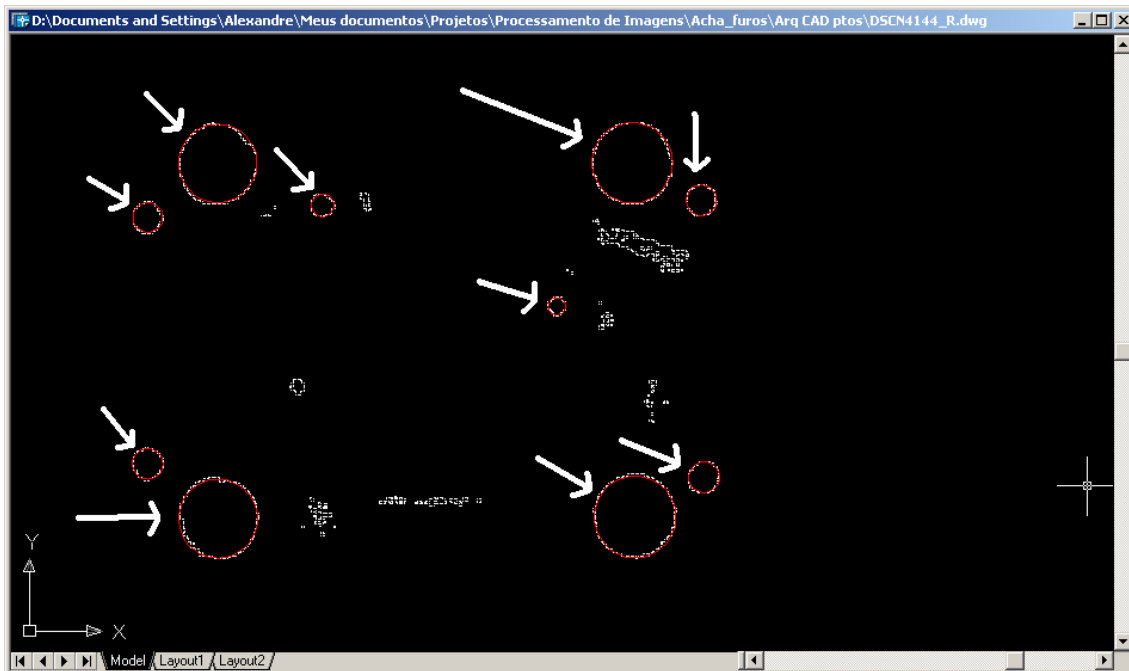 D:\Documents and Settings\Alexandre\Meus documentos\Projetos\Processamento de Imagens\Acha_furos\Arq CAD ptos\DSCN4144_R.dwg
Y
X
Model Layout1 Layout2